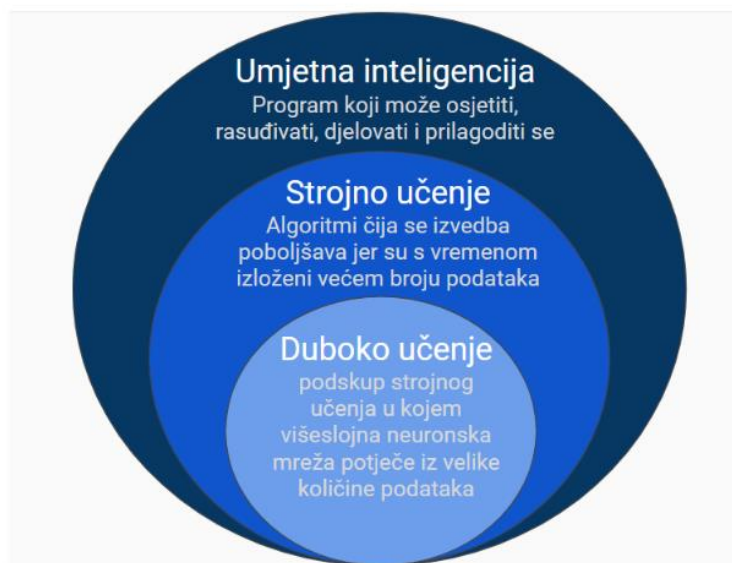 Umjetna inteligencija
Program koji može osjetiti,
rasuđivati, djelovati i prilagoditi se
Strojno učenje
Algoritmi čija se izvedba
poboljšava jer su s vremenom
izloženi većem broju podataka
Duboko učenje
podskup strojnog
učenja u kojem
višeslojna neuronska
mreža potječe iz velike
količine podataka